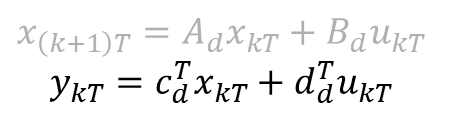 x_{(k+1)T} = A_d x_{kT} + B_d u_{kT}
y_{kT} = c_d^T x_{kT} + d_d^T u_{kT}